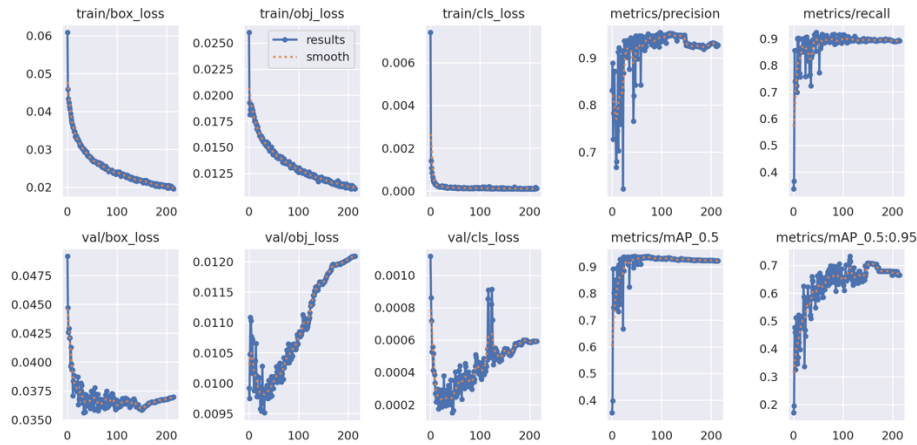 train/box_loss
train/obj_loss
train/cls_loss
metrics/precision
metrics/recall
0.06
0.05
0.04
0.03
0.02
0 100 200
0.0250
0.0225
0.0200
0.0175
0.0150
0.0125
results
smooth
0 100 200
0.006
0.004
0.002
0.000
0 100 200
0.9
0.8
0.7
0 100 200
0.9
0.8
0.7
0.6
0.5
0.4
0 100 200
val/box_loss
val/obj_loss
val/cls_loss
metrics/mAP_0.5
metrics/mAP_0.5:0.95
0.0475
0.0450
0.0425
0.0400
0.0375
0.0350
0 100 200
0.0120
0.0115
0.0110
0.0105
0.0100
0.0095
0 100 200
0.0010
0.0008
0.0006
0.0004
0.0002
0 100 200
0.9
0.8
0.7
0.6
0.5
0.4
0 100 200
0.7
0.6
0.5
0.4
0.3
0.2
0 100 200